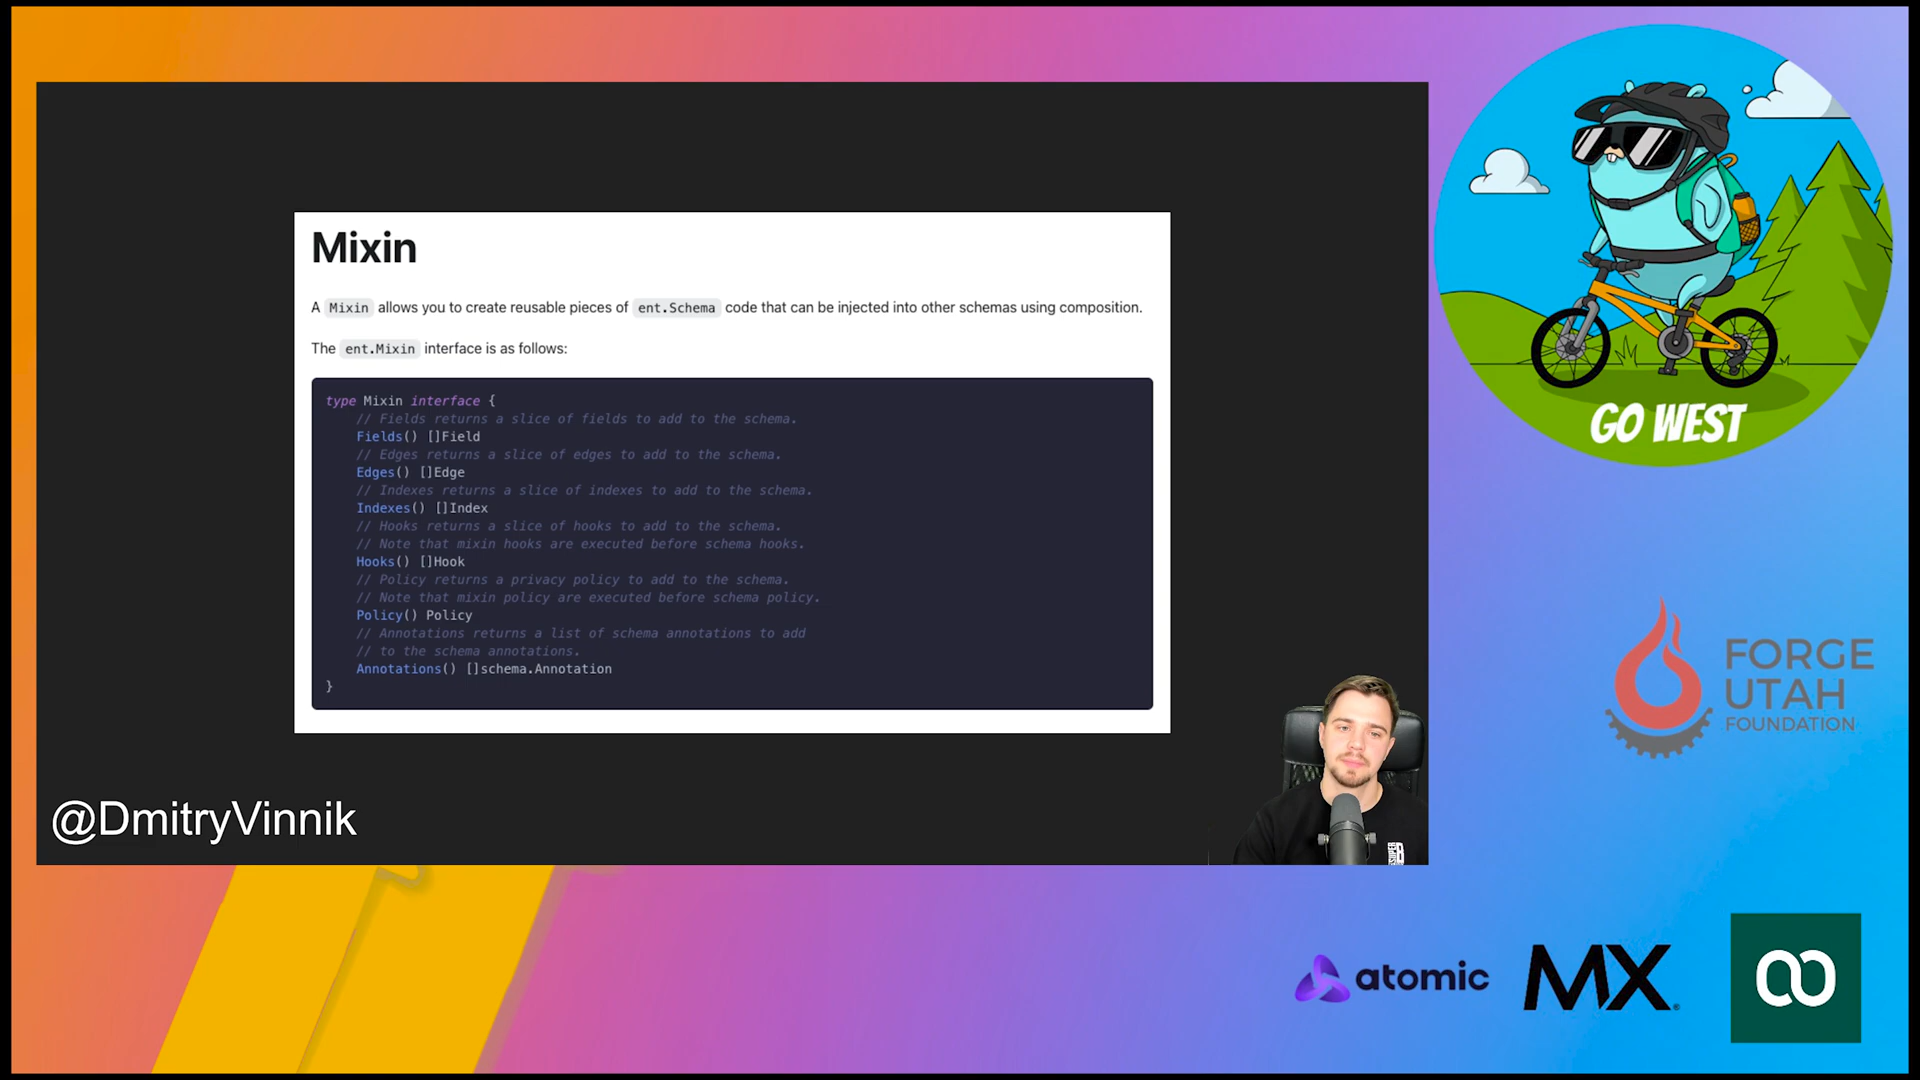 Mixin
A Mixin allows you to create reusable pieces of ent.Schema code that can be injected into other schemas using composition.
The ent.Mixin interface is as follows:
type Mixin interface {
// Fields returns a slice of fields to add to the schema.
Fields() []Field
// Edges returns a slice of edges to add to the schema.
Edges() []Edge
// Indexes returns a slice of indexes to add to the schema.
Indexes() []Index
// Hooks returns a slice of hooks to add to the schema.
// Note that mixin hooks are executed before schema hooks.
Hooks() []Hook
// Policy returns a privacy policy to add to the schema.
// Note that mixin policy are executed before schema policy.
Policy() Policy
// Annotations returns a list of schema annotations to add
// to the schema annotations.
Annotations() []schema.Annotation
}
@DmitryVinnik
GO WEST
FORGE
UTAH
FOUNDATION
atomic
MX